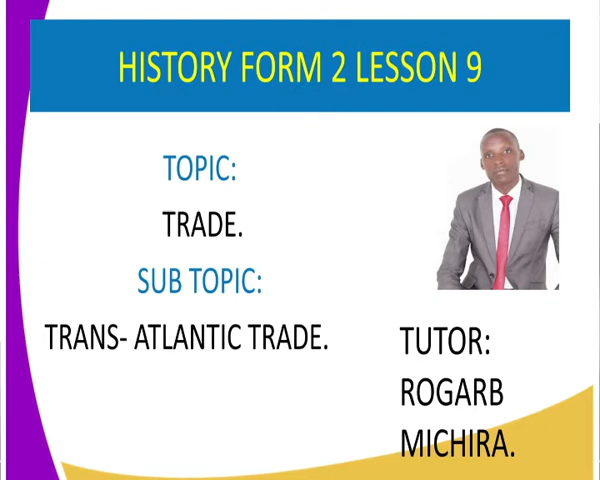 HISTORY FORM 2 LESSON 9
TOPIC:
TRADE.
SUB TOPIC:
TRANS- ATLANTIC TRADE.
TUTOR:
ROGARB
MICHIRA.